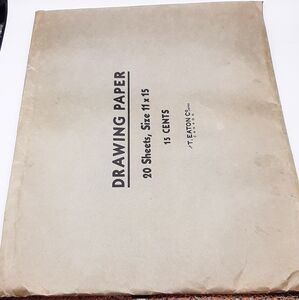 DRAWING PAPER
20 Sheets, Size 11 x 15
15 CENTS
T. EATON Co